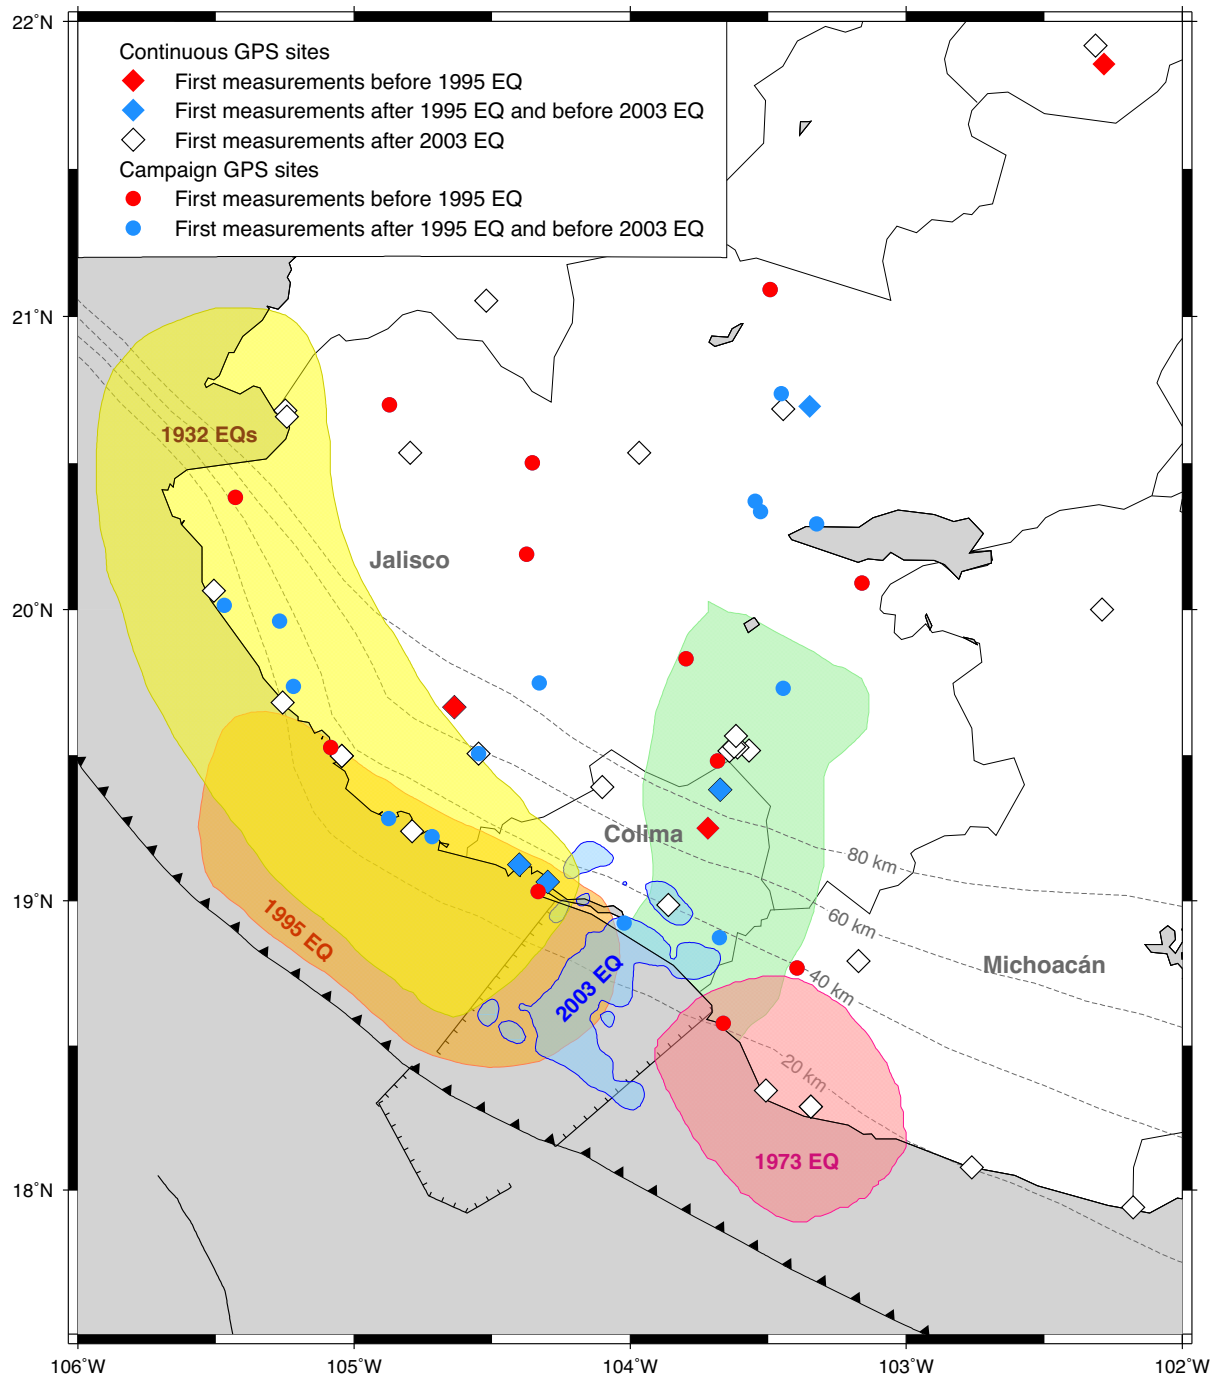 22˚N
Continuous GPS sites
First measurements before 1995 EQ
First measurements after 1995 EQ and before 2003 EQ
First measurements after 2003 EQ
Campaign GPS sites
First measurements before 1995 EQ
First measurements after 1995 EQ and before 2003 EQ
21˚N
1932 EQs
Jalisco
20˚N
Colima
80 km
19˚N
60 km
1995 EQ
Michoacán
2003 EQ
40 km
20 km
1973 EQ
18˚N
106˚W
105˚W
104˚W
103˚W
102˚W